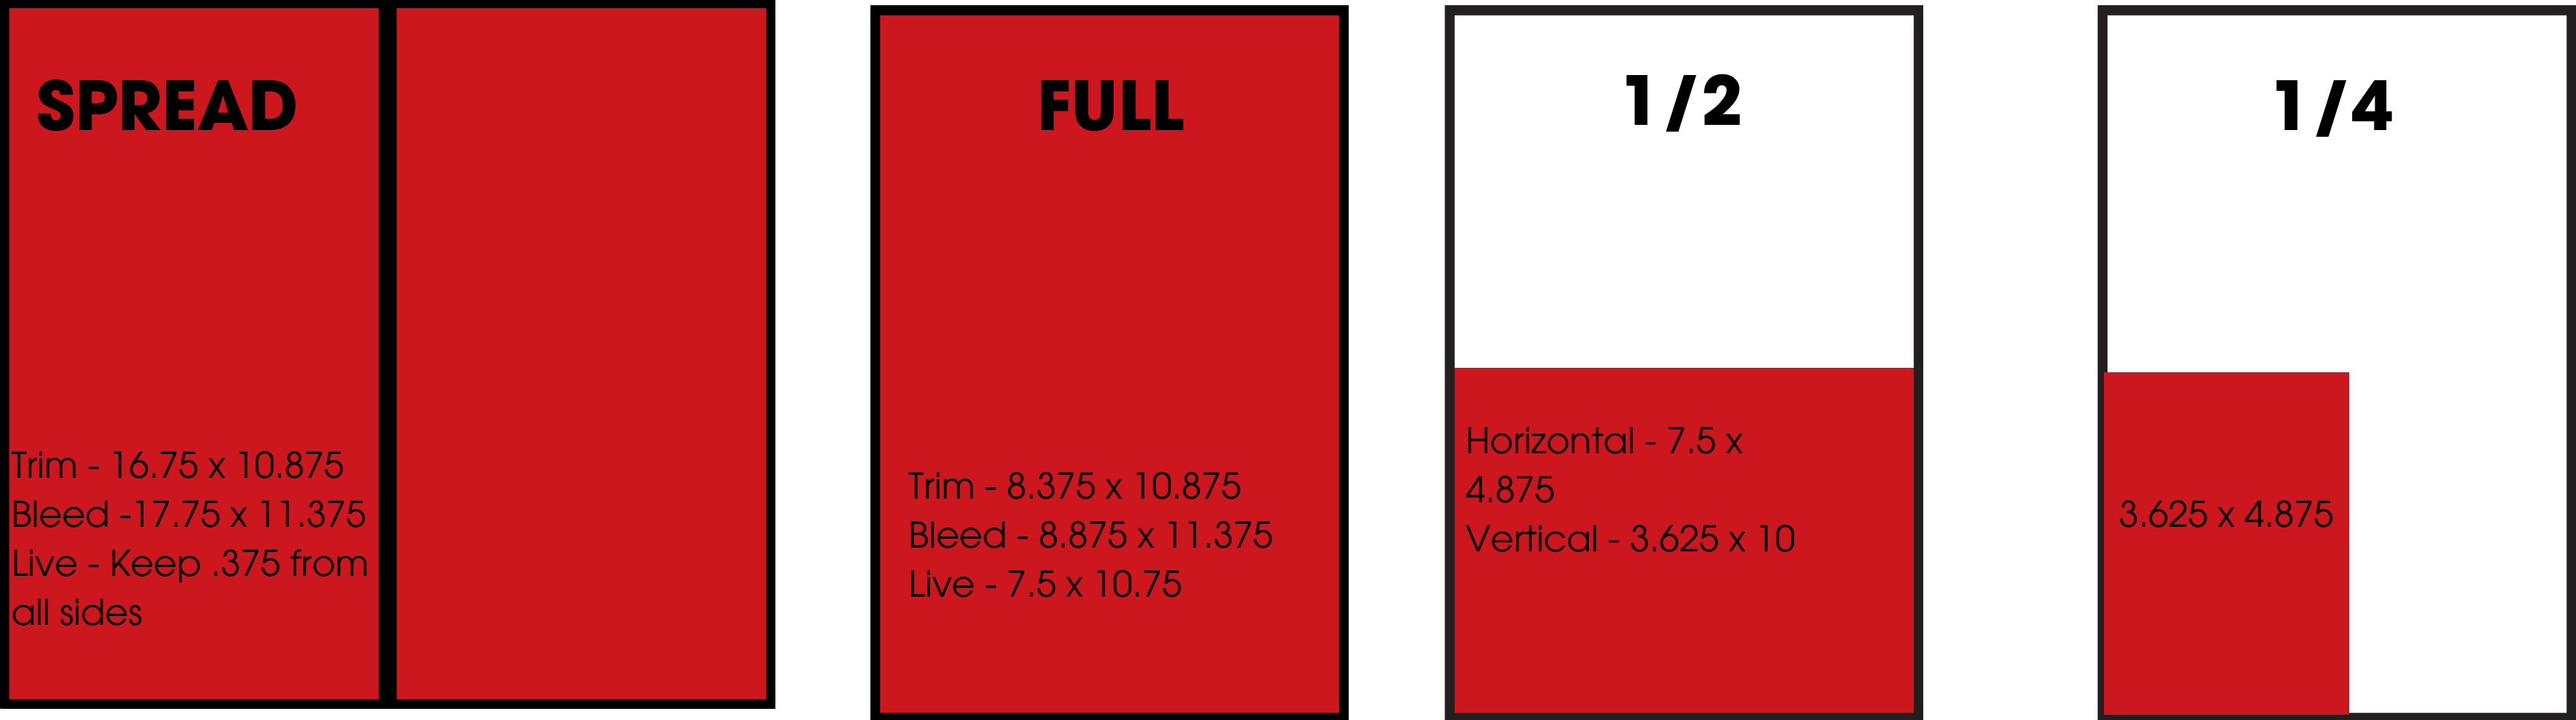 SPREAD
Trim - 16.75 x 10.875
Bleed -17.75 x 11.375
Live - Keep .375 from
all sides
FULL
Trim - 8.375 x 10.875
Bleed - 8.875 x 11.375
Live - 7.5 x 10.75
1/2
Horizontal - 7.5 x
4.875
Vertical - 3.625 x 10
1/4
3.625 x 4.875